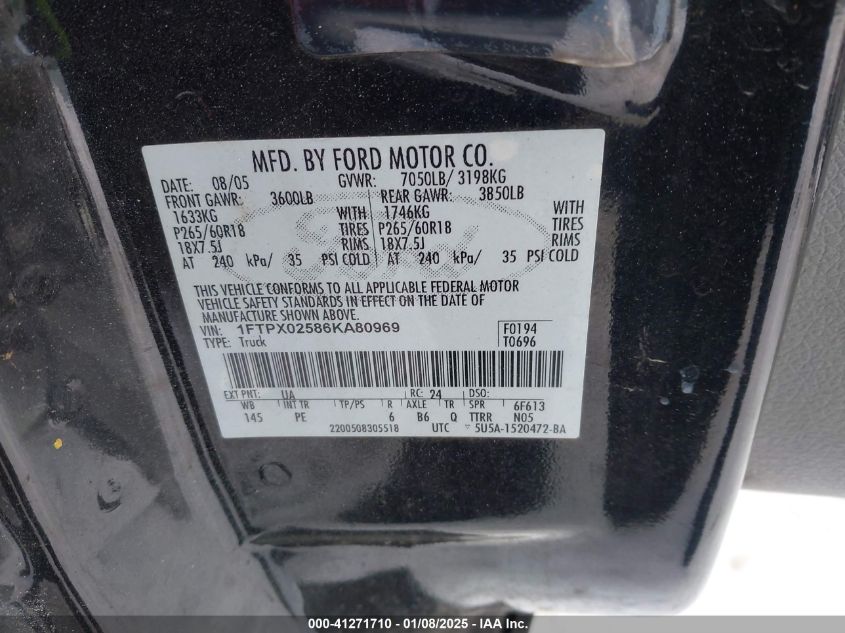 MFD. BY FORD MOTOR CO.
DATE: 08/05 GVWR: 7050LB/ 3198KG
FRONT GAWR: 3600LB REAR GAWR: 3850LB
1633KG WITH 1746KG WITH
P265/60R18 TIRES P265/60R18 TIRES
18X7.5J RIMS 18X7.5J RIMS
AT 240 kPa/ 35 PSI COLD AT 240 kPa/ 35 PSI COLD
Ford
THIS VEHICLE CONFORMS TO ALL APPLICABLE FEDERAL MOTOR
VEHICLE SAFETY STANDARDS IN EFFECT ON THE DATE OF
MANUFACTURE SHOWN ABOVE.
VIN: 1FTPX02586KA80969 F0194
TYPE: Truck T0696
EXT PNT: UA RC: 24 DSO:
WB INT TR TP/PS R AXLE TR SPR 6F613
145 PE 6 B6 Q TTRR N05
2200508305518 UTC 5U5A-1520472-BA
000-41271710 | 01/08/2025 - IAA Inc.